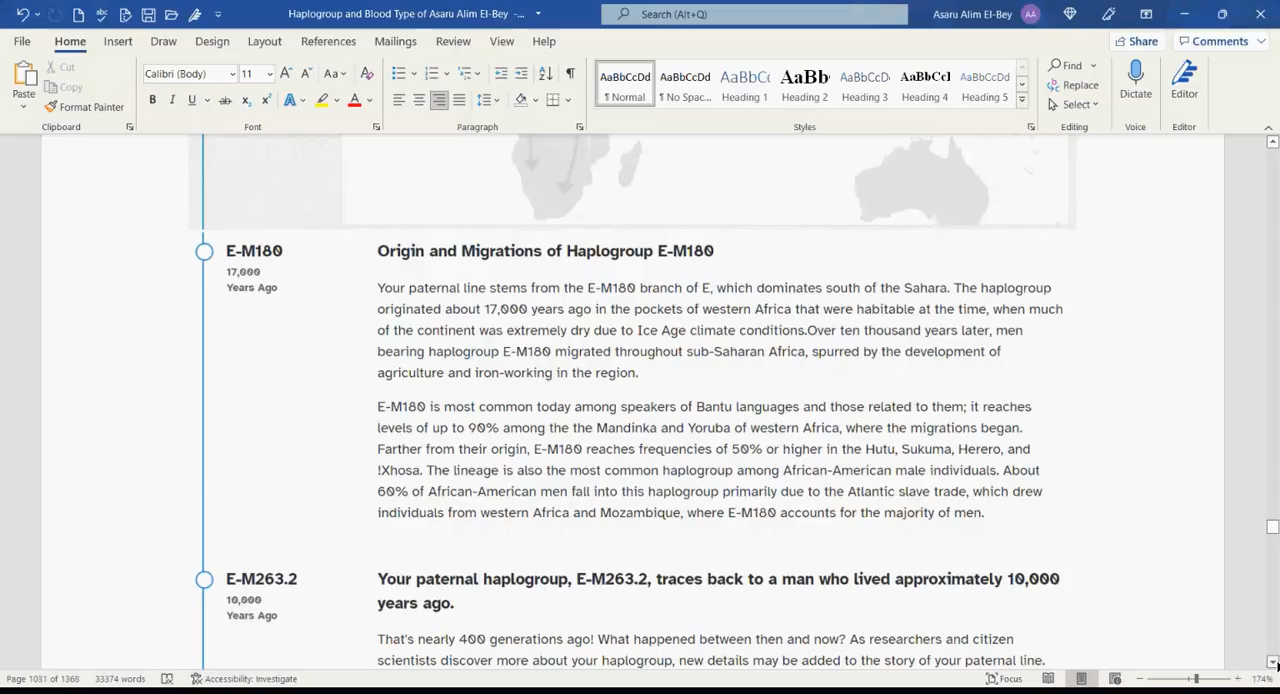 Haplogroup and Blood Type of Asaru Alim El-Bey -...
Search (Alt+Q)
Asaru Alim El-Bey AA
File Home Insert Draw Design Layout References Mailings Review View Help Share Comments
Paste Cut Copy Format Painter
Calibri (Body) 11
AaBbCcDd AaBbCcDd AaBbCc AaBb AaBbCcDd AaBbCcI AaBbCcDd
¶ Normal ¶ No Spac... Heading 1 Heading 2 Heading 3 Heading 4 Heading 5
Find Replace Select
Dictate Editor
Clipboard Font Paragraph Styles Editing Voice Editor
E-M180
17,000
Years Ago
Origin and Migrations of Haplogroup E-M180
Your paternal line stems from the E-M180 branch of E, which dominates south of the Sahara. The haplogroup
originated about 17,000 years ago in the pockets of western Africa that were habitable at the time, when much
of the continent was extremely dry due to Ice Age climate conditions.Over ten thousand years later, men
bearing haplogroup E-M180 migrated throughout sub-Saharan Africa, spurred by the development of
agriculture and iron-working in the region.
E-M180 is most common today among speakers of Bantu languages and those related to them; it reaches
levels of up to 90% among the the Mandinka and Yoruba of western Africa, where the migrations began.
Farther from their origin, E-M180 reaches frequencies of 50% or higher in the Hutu, Sukuma, Herero, and
!Xhosa. The lineage is also the most common haplogroup among African-American male individuals. About
60% of African-American men fall into this haplogroup primarily due to the Atlantic slave trade, which drew
individuals from western Africa and Mozambique, where E-M180 accounts for the majority of men.
E-M263.2
10,000
Years Ago
Your paternal haplogroup, E-M263.2, traces back to a man who lived approximately 10,000
years ago.
That's nearly 400 generations ago! What happened between then and now? As researchers and citizen
scientists discover more about your haplogroup, new details may be added to the story of your paternal line.
Page 1031 of 1368 33374 words Accessibility: Investigate Focus 174%